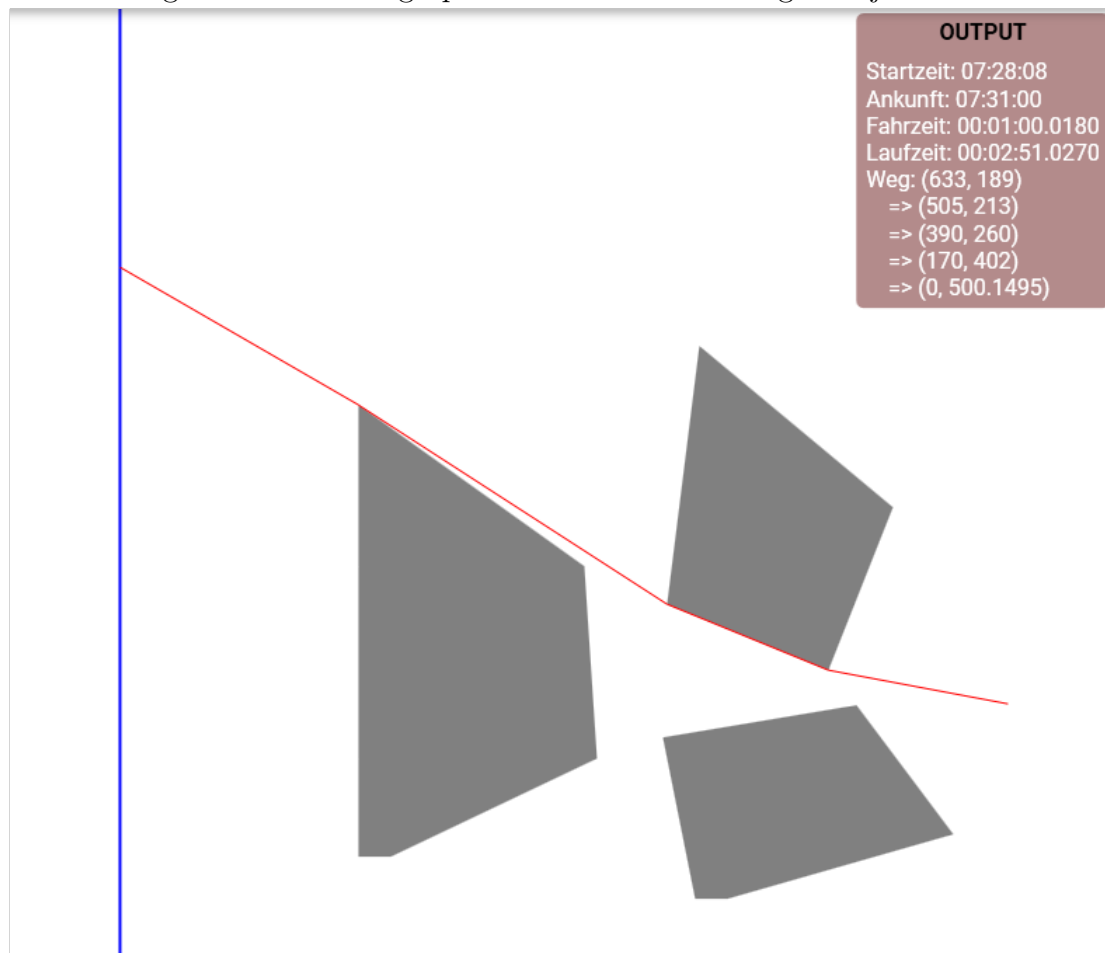 OUTPUT
Startzeit: 07:28:08
Ankunft: 07:31:00
Fahrzeit: 00:01:00.0180
Laufzeit: 00:02:51.0270
Weg: (633, 189)
=> (505, 213)
=> (390, 260)
=> (170, 402)
=> (0, 500.1495)